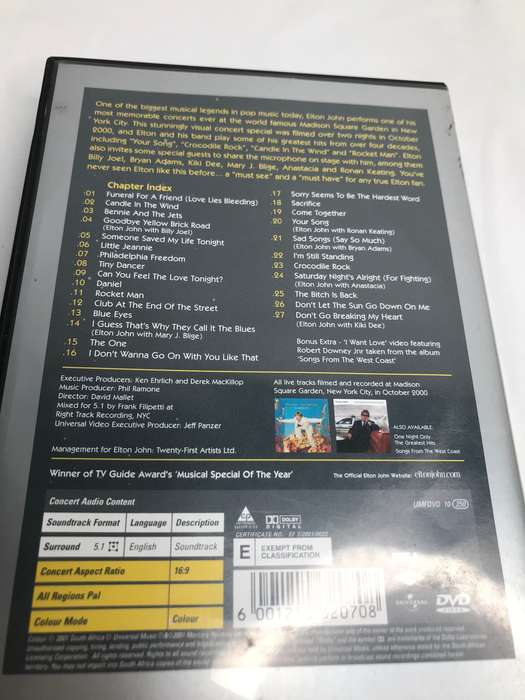 One of the biggest musical legends in pop music today, Elton John performs one of his
most memorable concerts ever at the world famous Madison Square Garden in New
York City. This stunningly visual concert special was filmed over two nights in October
2000, and Elton and his band play some of his greatest hits from over four decades,
including "Your Song", "Crocodile Rock", "Candle In The Wind" and "Rocket Man". Elton
also invites some special guests to share the microphone on stage with him, among them
Billy Joel, Bryan Adams, Kiki Dee, Mary J. Blige, Anastacia and Ronan Keating. You've
never seen Elton like this before... a "must see" and a "must have" for any true Elton fan.
Chapter Index
.01 Funeral For A Friend (Love Lies Bleeding)
.02 Candle In The Wind
.03 Bernie And The Jets
.04 Goodbye Yellow Brick Road
(Elton John with Billy Joel)
.05 Someone Saved My Life Tonight
.06 Little Jeannie
.07 Philadelphia Freedom
.08 Tiny Dancer
.09 Can You Feel The Love Tonight?
.10 Daniel
.11 Rocket Man
.12 Club At The End Of The Street
.13 Blue Eyes
.14 I Guess That's Why They Call It The Blues
(Elton John with Mary J. Blige)
.15 The One
.16 I Don't Wanna Go On With You Like That
.17 Sorry Seems To Be The Hardest Word
.18 Sacrifice
.19 Come Together
.20 Your Song
(Elton John with Ronan Keating)
.21 Sad Songs (Say So Much)
(Elton John with Bryan Adams)
.22 I'm Still Standing
.23 Crocodile Rock
.24 Saturday Night's Alright (For Fighting)
(Elton John with Anastacia)
.25 The Bitch Is Back
.26 Don't Let The Sun Go Down On Me
.27 Don't Go Breaking My Heart
(Elton John with Kiki Dee)
Bonus Extra - 'I Want Love' video featuring
Robert Downey Jnr taken from the album
'Songs From The West Coast'
Executive Producers: Ken Ehrlich and Derek MacKillop
Music Producer: Phil Ramone
Director: David Mallet
Mixed for 5.1 by Frank Filipetti at
Right Track Recording, NYC
Universal Video Executive Producer: Jeff Panzer
Management for Elton John: Twenty-First Artists Ltd.
All live tracks filmed and recorded at Madison
Square Garden, New York City, in October 2000
ALSO AVAILABLE:
One Night Only
The Greatest Hits
Songs From The West Coast
Winner of TV Guide Award's 'Musical Special Of The Year'
The Official Elton John Website: eltonjohn.com
Concert Audio Content
Soundtrack Format Language Description
Surround 5.1 English Soundtrack
Concert Aspect Ratio 16:9
All Regions Pal
Colour Mode Colour
DOLBY
DIGITAL
UMFDVD 10
E EXEMPT FROM
CLASSIFICATION
UNIVERSAL
DVD
VIDEO